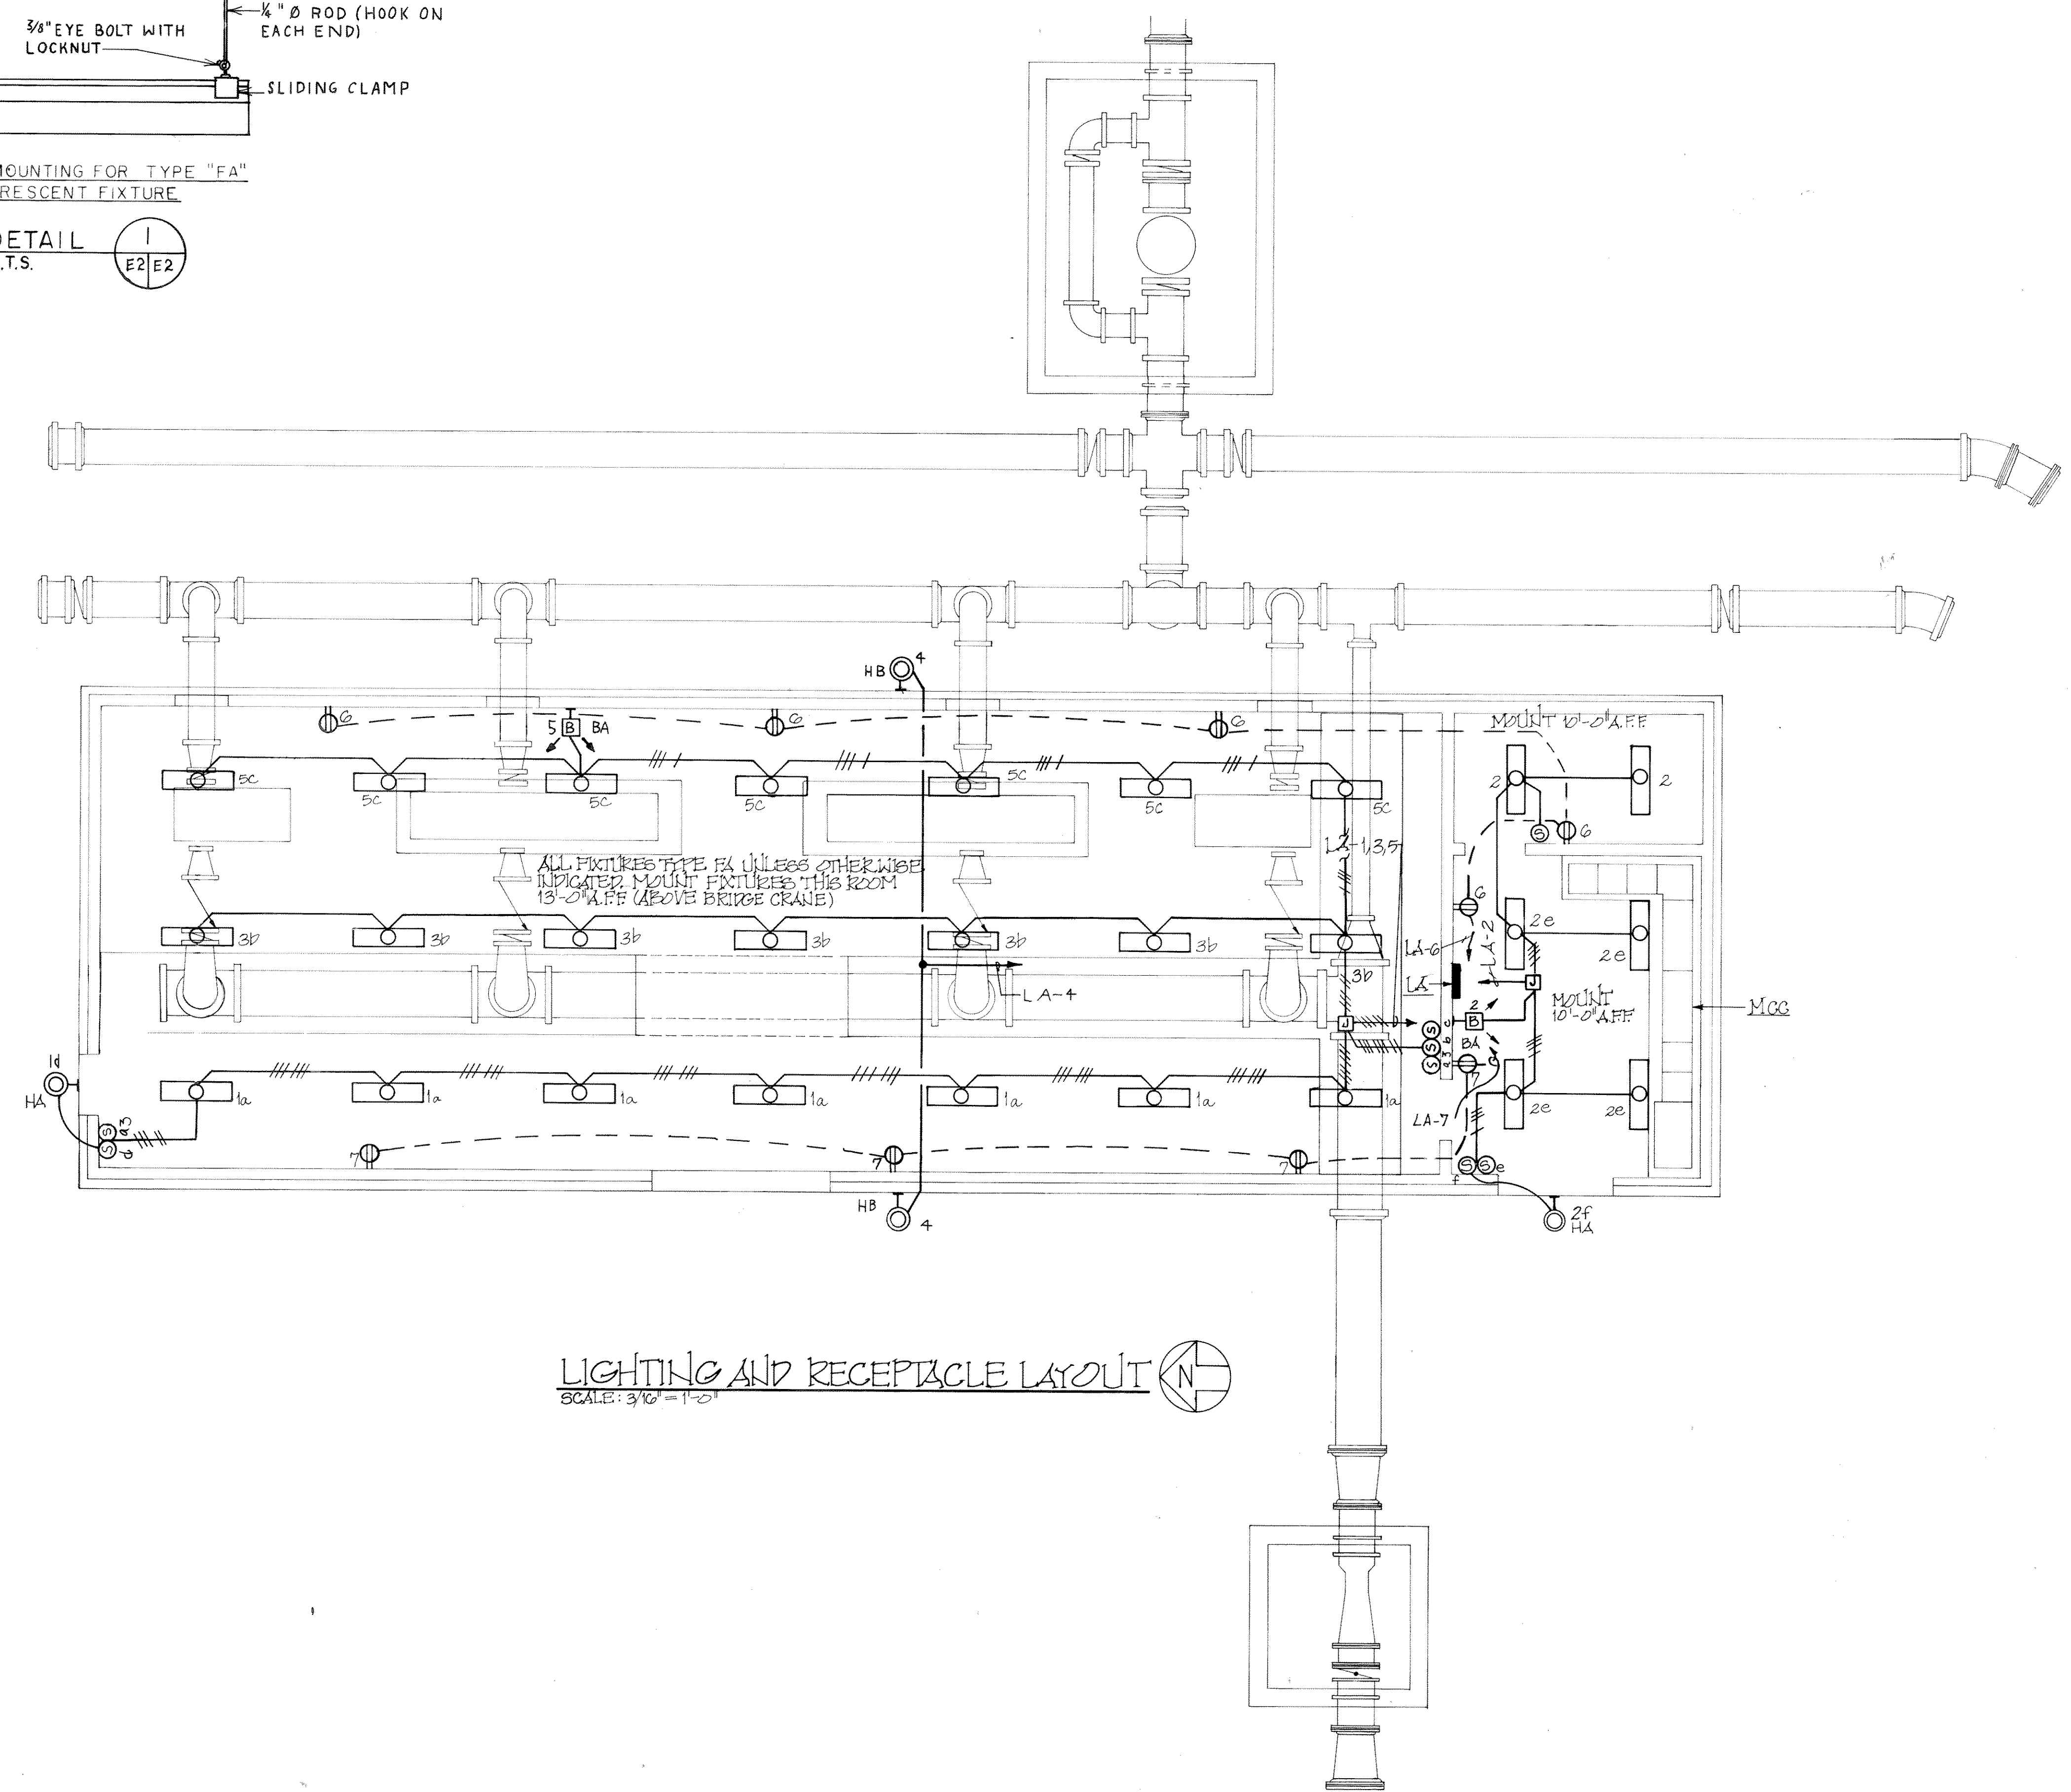 1/4" Ø ROD (HOOK ON
EACH END)
3/8" EYE BOLT WITH
LOCKNUT
SLIDING CLAMP
MOUNTING FOR TYPE "FA"
RESCENT FIXTURE
DETAIL
.T.S.
1
E2 E2
HB
4
6
5
B
BA
6
6
MOUNT 10'-0" A.F.F.
5c
5c
5c
5c
5c
5c
5c
2
2
S
6
LA-1,3,5
ALL FIXTURES TYPE FA UNLESS OTHERWISE
INDICATED. MOUNT FIXTURES THIS ROOM
13'-0" A.F.F. (ABOVE BRIDGE CRANE)
6
3b
3b
3b
3b
3b
3b
3b
2e
2e
LA-6
LA-2
LA
LA-4
J
MOUNT
10'-0" A.F.F.
MCC
J
S
S
S
c
b
a3
2
B
BA
7
1d
HA
1a
1a
1a
1a
1a
1a
1a
2e
2e
LA-7
S
S
a3
d
7
7
7
S
S
e
f
HB
4
2f
HA
LIGHTING AND RECEPTACLE LAYOUT
N
SCALE: 3/16" = 1'-0"